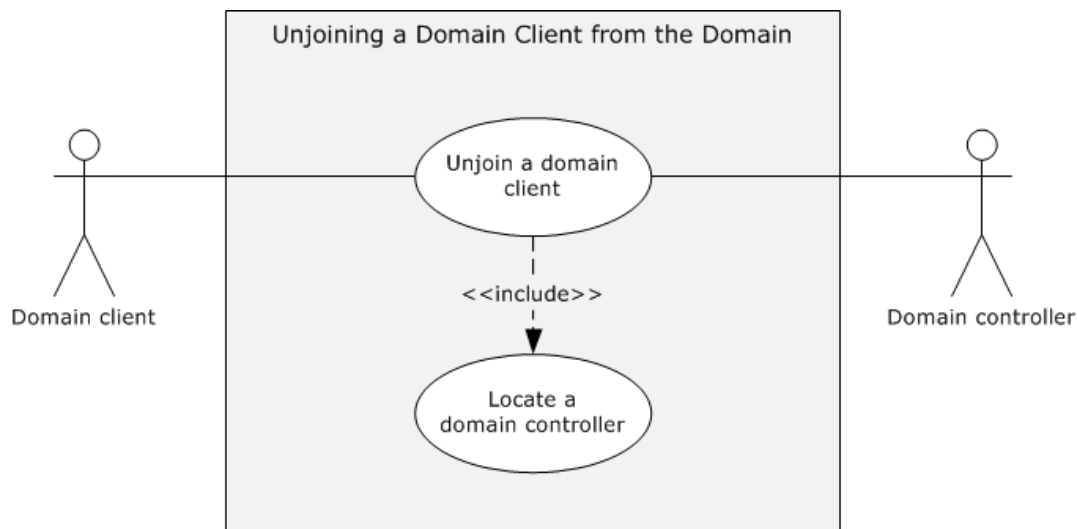 Unjoining a Domain Client from the Domain
Unjoin a domain
client
<<include>>
Domain client
Domain controller
Locate a
domain controller